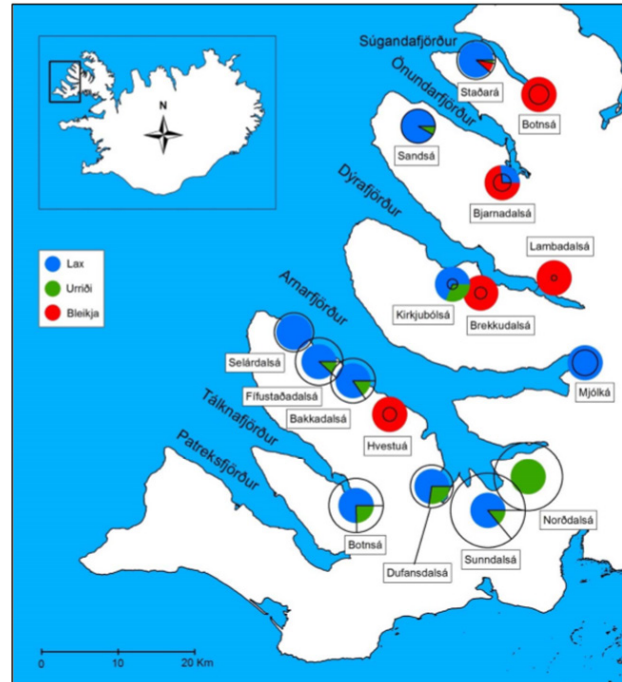 Súgandafjörður
Staðará
Botnsá
Önundarfjörður
Sandsá
Bjarnadalsá
Dýrafjörður
Lambadalsá
Kirkjubólsá
Brekkudalsá
Mjólká
Arnarfjörður
Selárdalsá
Fífustaðadalsá
Bakkadalsá
Hvestuá
Tálknafjörður
Patreksfjörður
Botnsá
Dufansdalsá
Sunndalsá
Norðdalsá
N
Lax
Urriði
Bleikja
0 10 20 Km